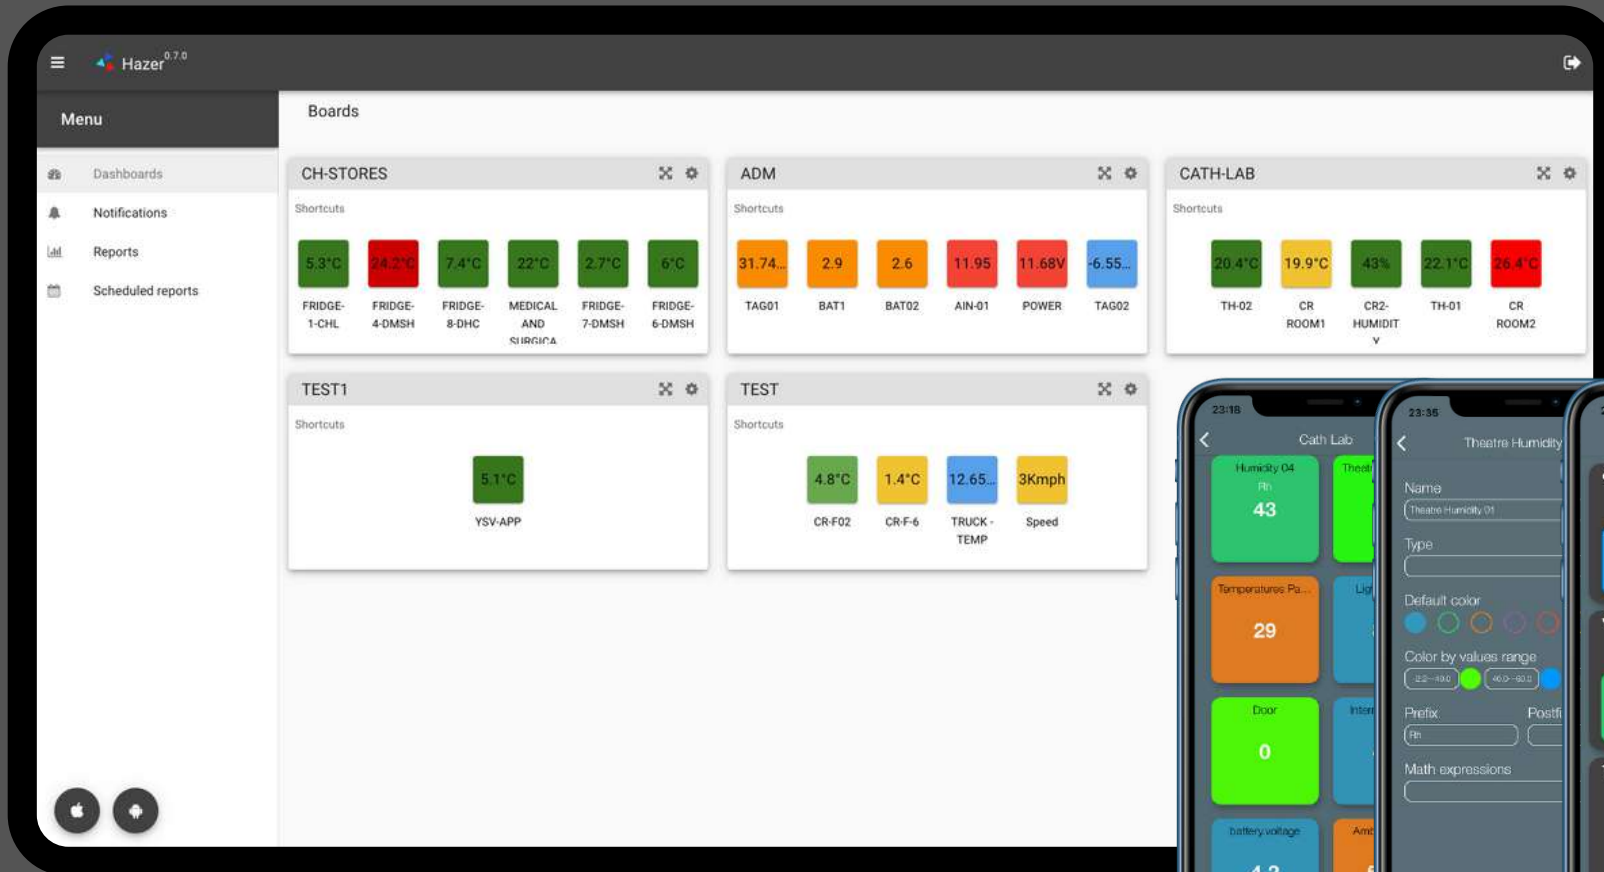 Hazer 0.7.0
Menu
Dashboards
Notifications
Reports
Scheduled reports
Boards
CH-STORES
Shortcuts
5.3°C 24.2°C 7.4°C 22°C 2.7°C 6°C
FRIDGE- FRIDGE- FRIDGE- MEDICAL FRIDGE- FRIDGE-
1-CHL 4-DMSH 8-DHC AND 7-DMSH 6-DMSH
SURGICA
ADM
Shortcuts
31.74... 2.9 2.6 11.95 11.68V -6.55...
TAG01 BAT1 BAT02 AIN-01 POWER TAG02
CATH-LAB
Shortcuts
20.4°C 19.9°C 43% 22.1°C 26.4°C
TH-02 CR CR2- TH-01 CR
ROOM1 HUMIDIT ROOM2
Y
TEST1
Shortcuts
5.1°C
YSV-APP
TEST
Shortcuts
4.8°C 1.4°C 12.65... 3Kmph
CR-F02 CR-F-6 TRUCK - Speed
TEMP
23:18
Cath Lab
Humidity 04
Rh
43
Temperatures Pa...
29
Door
0
battery.voltage
4.2
23:36
Theatre Humidity
Name
Theatre Humidity 01
Type
Default color
Color by values range
Prefix Postfi
Rh
Math expressions